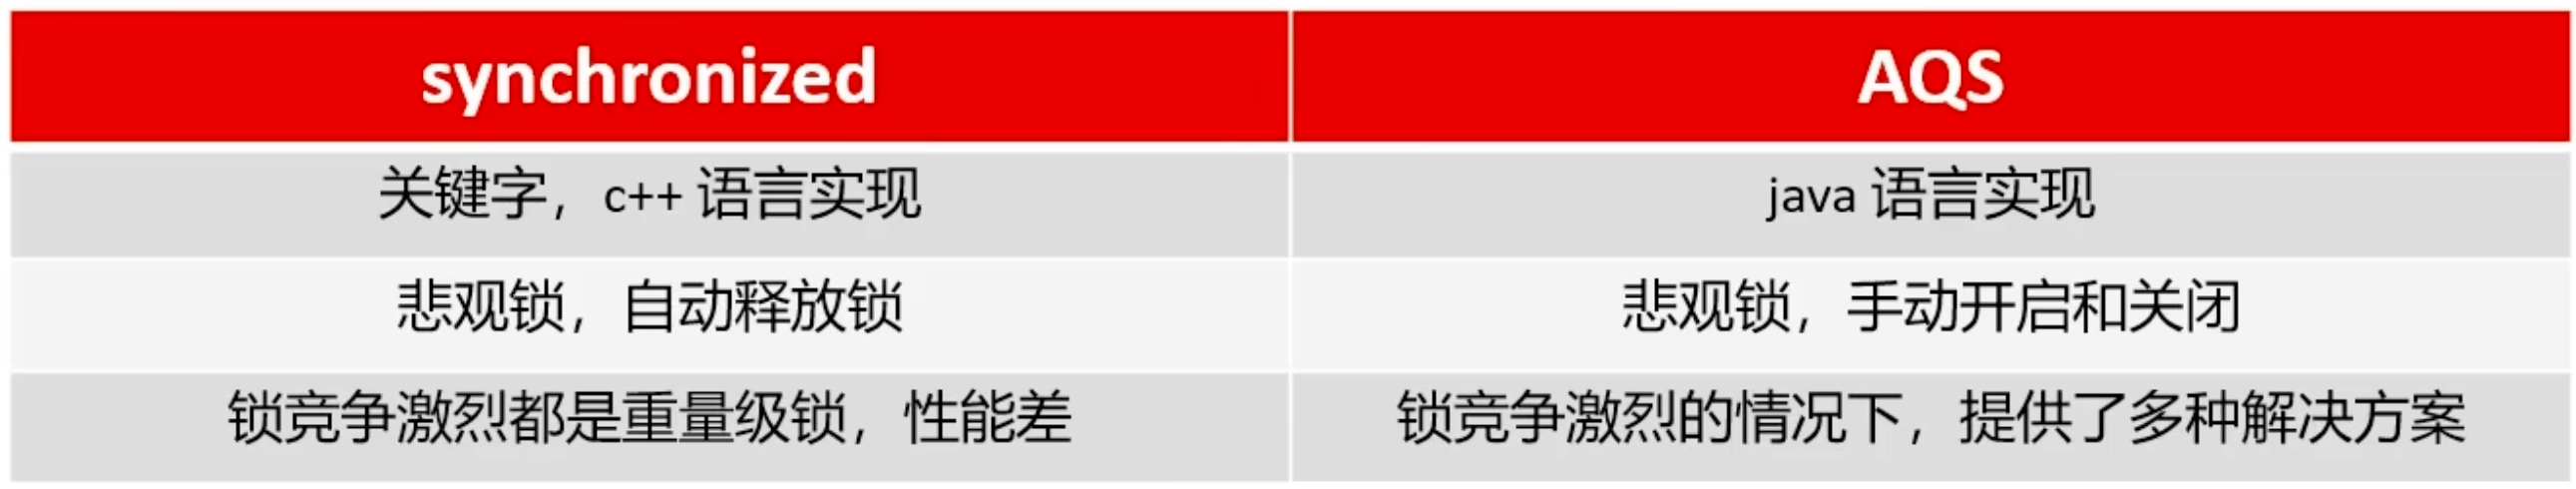 synchronized
AQS
关键字，c++ 语言实现
java 语言实现
悲观锁，自动释放锁
悲观锁，手动开启和关闭
锁竞争激烈都是重量级锁，性能差
锁竞争激烈的情况下，提供了多种解决方案